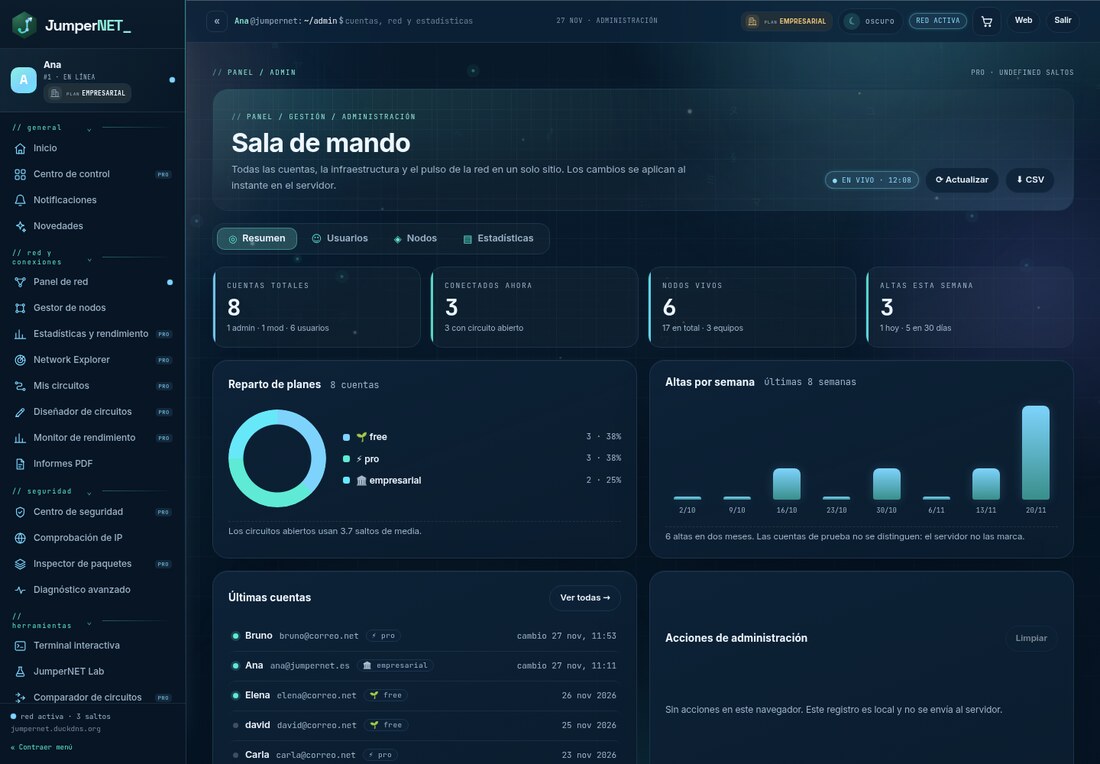 JumperNET_
Ana
#1 · EN LÍNEA
PLAN EMPRESARIAL
A
// general
Inicio
Centro de control PRO
Notificaciones
Novedades
// red y conexiones
Panel de red
Gestor de nodos
Estadísticas y rendimiento PRO
Network Explorer PRO
Mis circuitos PRO
Diseñador de circuitos PRO
Monitor de rendimiento PRO
Informes PDF
// seguridad
Centro de seguridad PRO
Comprobación de IP
Inspector de paquetes PRO
Diagnóstico avanzado
// herramientas
Terminal interactiva
JumperNET Lab
Comparador de circuitos PRO
red activa · 3 saltos
jumpernet.duckdns.org
« Contraer menú
«
Ana@jumpernet:~/admin$ cuentas, red y estadísticas
27 NOV · ADMINISTRACIÓN
PLAN EMPRESARIAL
OSCURO
RED ACTIVA
Web
Salir
// PANEL / ADMIN
PRO · UNDEFINED SALTOS
// PANEL / GESTIÓN / ADMINISTRACIÓN
Sala de mando
Todas las cuentas, la infraestructura y el pulso de la red en un solo sitio. Los cambios se aplican al
instante en el servidor.
● EN VIVO · 12:08
⟳ Actualizar
⬇ CSV
◎ Resumen
☺ Usuarios
◈ Nodos
▤ Estadísticas
CUENTAS TOTALES
8
1 admin · 1 mod · 6 usuarios
CONECTADOS AHORA
3
3 con circuito abierto
NODOS VIVOS
6
17 en total · 3 equipos
ALTAS ESTA SEMANA
3
1 hoy · 5 en 30 días
Reparto de planes 8 cuentas
🌱 free 3 · 38%
⚡ pro 3 · 38%
🏛 empresarial 2 · 25%
Los circuitos abiertos usan 3.7 saltos de media.
Altas por semana últimas 8 semanas
2/10 9/10 16/10 23/10 30/10 6/11 13/11 20/11
6 altas en dos meses. Las cuentas de prueba no se distinguen: el servidor no las marca.
Últimas cuentas
Ver todas →
Bruno bruno@correo.net ⚡ pro cambio 27 nov, 11:53
Ana ana@jumpernet.es 🏛 empresarial cambio 27 nov, 11:11
Elena elena@correo.net 🌱 free 26 nov 2026
david david@correo.net 🌱 free 25 nov 2026
Carla carla@correo.net ⚡ pro 23 nov 2026
Acciones de administración
Limpiar
Sin acciones en este navegador. Este registro es local y no se envía al servidor.